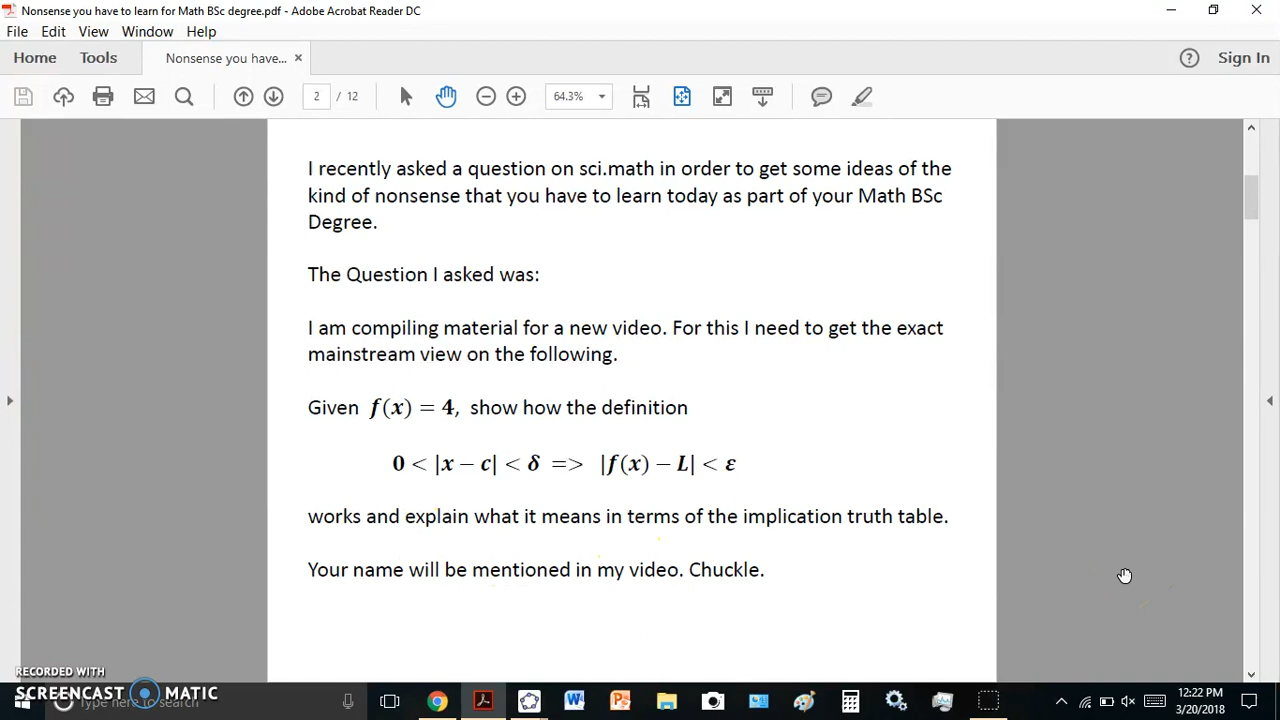 Nonsense you have to learn for Math BSc degree.pdf - Adobe Acrobat Reader DC
File Edit View Window Help
Home Tools Nonsense you have... × Sign In
2 / 12 64.3%
I recently asked a question on sci.math in order to get some ideas of the
kind of nonsense that you have to learn today as part of your Math BSc
Degree.
The Question I asked was:
I am compiling material for a new video. For this I need to get the exact
mainstream view on the following.
Given f(x) = 4, show how the definition
0 < |x − c| < δ => |f(x) − L| < ε
works and explain what it means in terms of the implication truth table.
Your name will be mentioned in my video. Chuckle.
RECORDED WITH
SCREENCAST MATIC
Type here to search
12:22 PM
3/20/2018